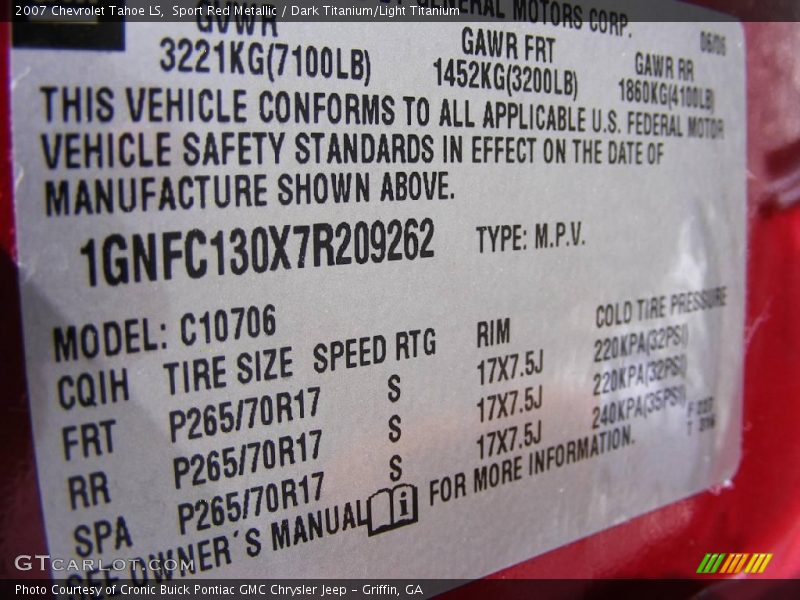 2007 Chevrolet Tahoe LS, Sport Red Metallic / Dark Titanium/Light Titanium
GENERAL MOTORS CORP.
GVWR GAWR FRT GAWR RR 06/06
3221KG(7100LB) 1452KG(3200LB) 1860KG(4100LB)
THIS VEHICLE CONFORMS TO ALL APPLICABLE U.S. FEDERAL MOTOR
VEHICLE SAFETY STANDARDS IN EFFECT ON THE DATE OF
MANUFACTURE SHOWN ABOVE.
1GNFC130X7R209262 TYPE: M.P.V.
MODEL: C10706
CQIH TIRE SIZE SPEED RTG RIM COLD TIRE PRESSURE
FRT P265/70R17 S 17X7.5J 220KPA(32PSI)
RR P265/70R17 S 17X7.5J 220KPA(32PSI)
SPA P265/70R17 S 17X7.5J 240KPA(35PSI)
SEE OWNER´S MANUAL i FOR MORE INFORMATION.
GTCarLot.com
Photo Courtesy of Cronic Buick Pontiac GMC Chrysler Jeep - Griffin, GA